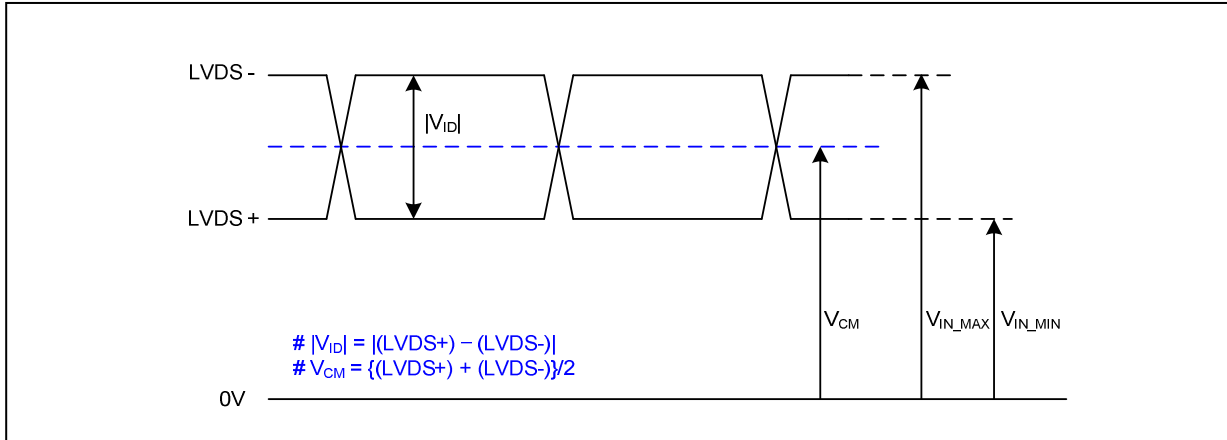 LVDS -
|VID|
LVDS +
VCM
VIN_MAX
VIN_MIN
# |VID| = |(LVDS+) – (LVDS-)|
# VCM = {(LVDS+) + (LVDS-)}/2
0V